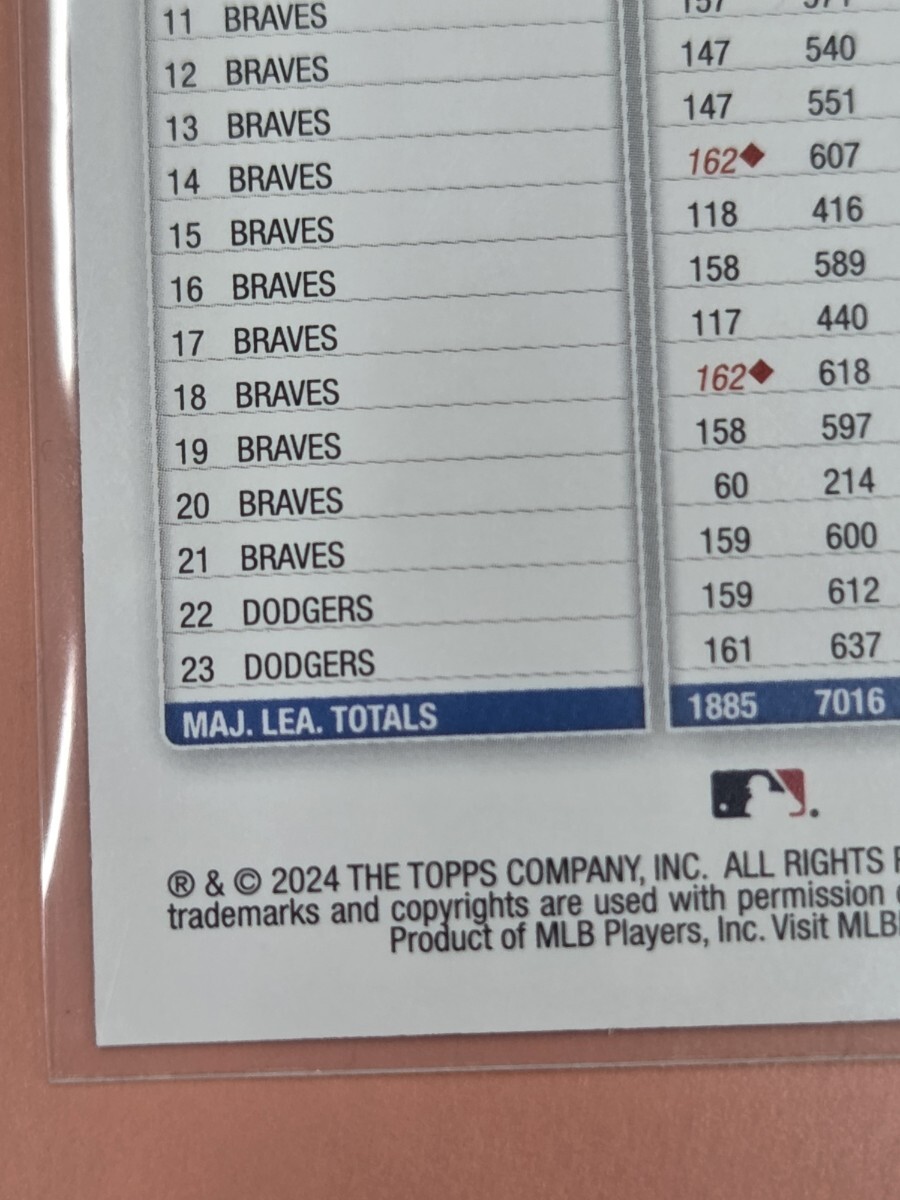 11 BRAVES 157 571
12 BRAVES 147 540
13 BRAVES 147 551
14 BRAVES 162◆ 607
15 BRAVES 118 416
16 BRAVES 158 589
17 BRAVES 117 440
18 BRAVES 162◆ 618
19 BRAVES 158 597
20 BRAVES 60 214
21 BRAVES 159 600
22 DODGERS 159 612
23 DODGERS 161 637
MAJ. LEA. TOTALS 1885 7016
® & © 2024 THE TOPPS COMPANY, INC. ALL RIGHTS
trademarks and copyrights are used with permission
Product of MLB Players, Inc. Visit MLB